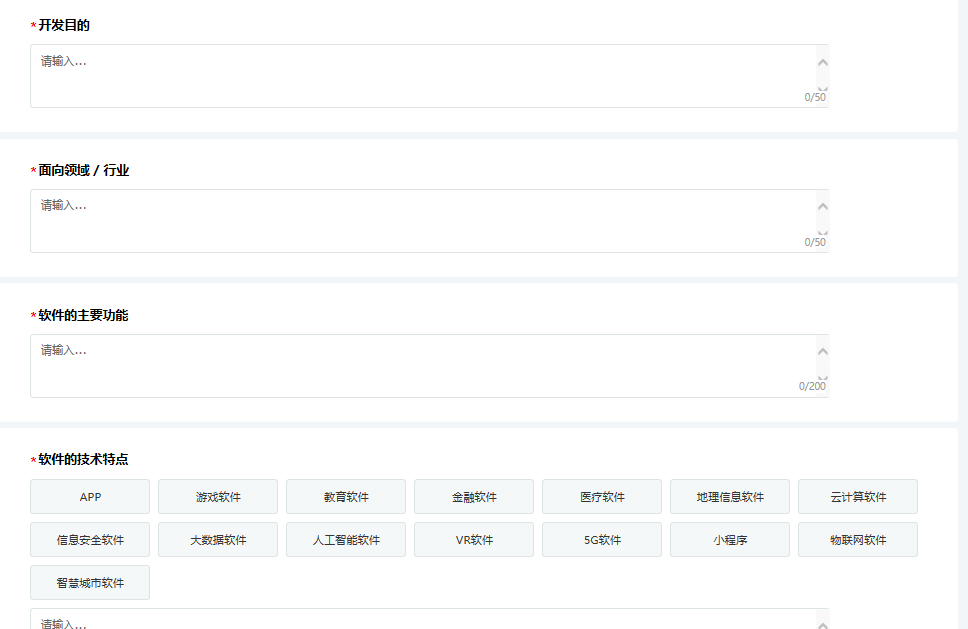 *开发目的
请输入...
0/50
*面向领域 / 行业
请输入...
0/50
*软件的主要功能
请输入...
0/200
*软件的技术特点
APP 游戏软件 教育软件 金融软件 医疗软件 地理信息软件 云计算软件
信息安全软件 大数据软件 人工智能软件 VR软件 5G软件 小程序 物联网软件
智慧城市软件
请输入...